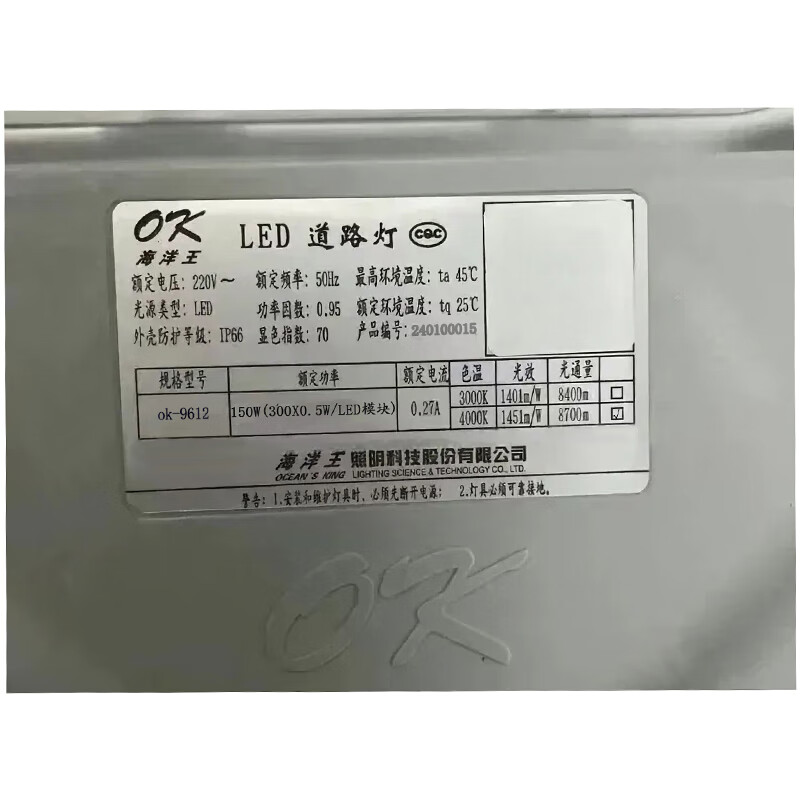 OK
海洋王
LED 道路灯 CQC
额定电压: 220V~ 额定频率: 50Hz 最高环境温度: ta 45℃
光源类型: LED 功率因数: 0.95 额定环境温度: tq 25℃
外壳防护等级: IP66 显色指数: 70 产品编号: 240100015
规格型号 额定功率 额定电流 色温 光效 光通量
ok-9612 150W(300X0.5W/LED模块) 0.27A
3000K 140lm/W 8400m □
4000K 145lm/W 8700m ☑
海洋王 照明科技股份有限公司
OCEAN'S KING LIGHTING SCIENCE & TECHNOLOGY CO., LTD.
警告: 1.安装和维护灯具时、必须先断开电源; 2.灯具必须可靠接地。
OK